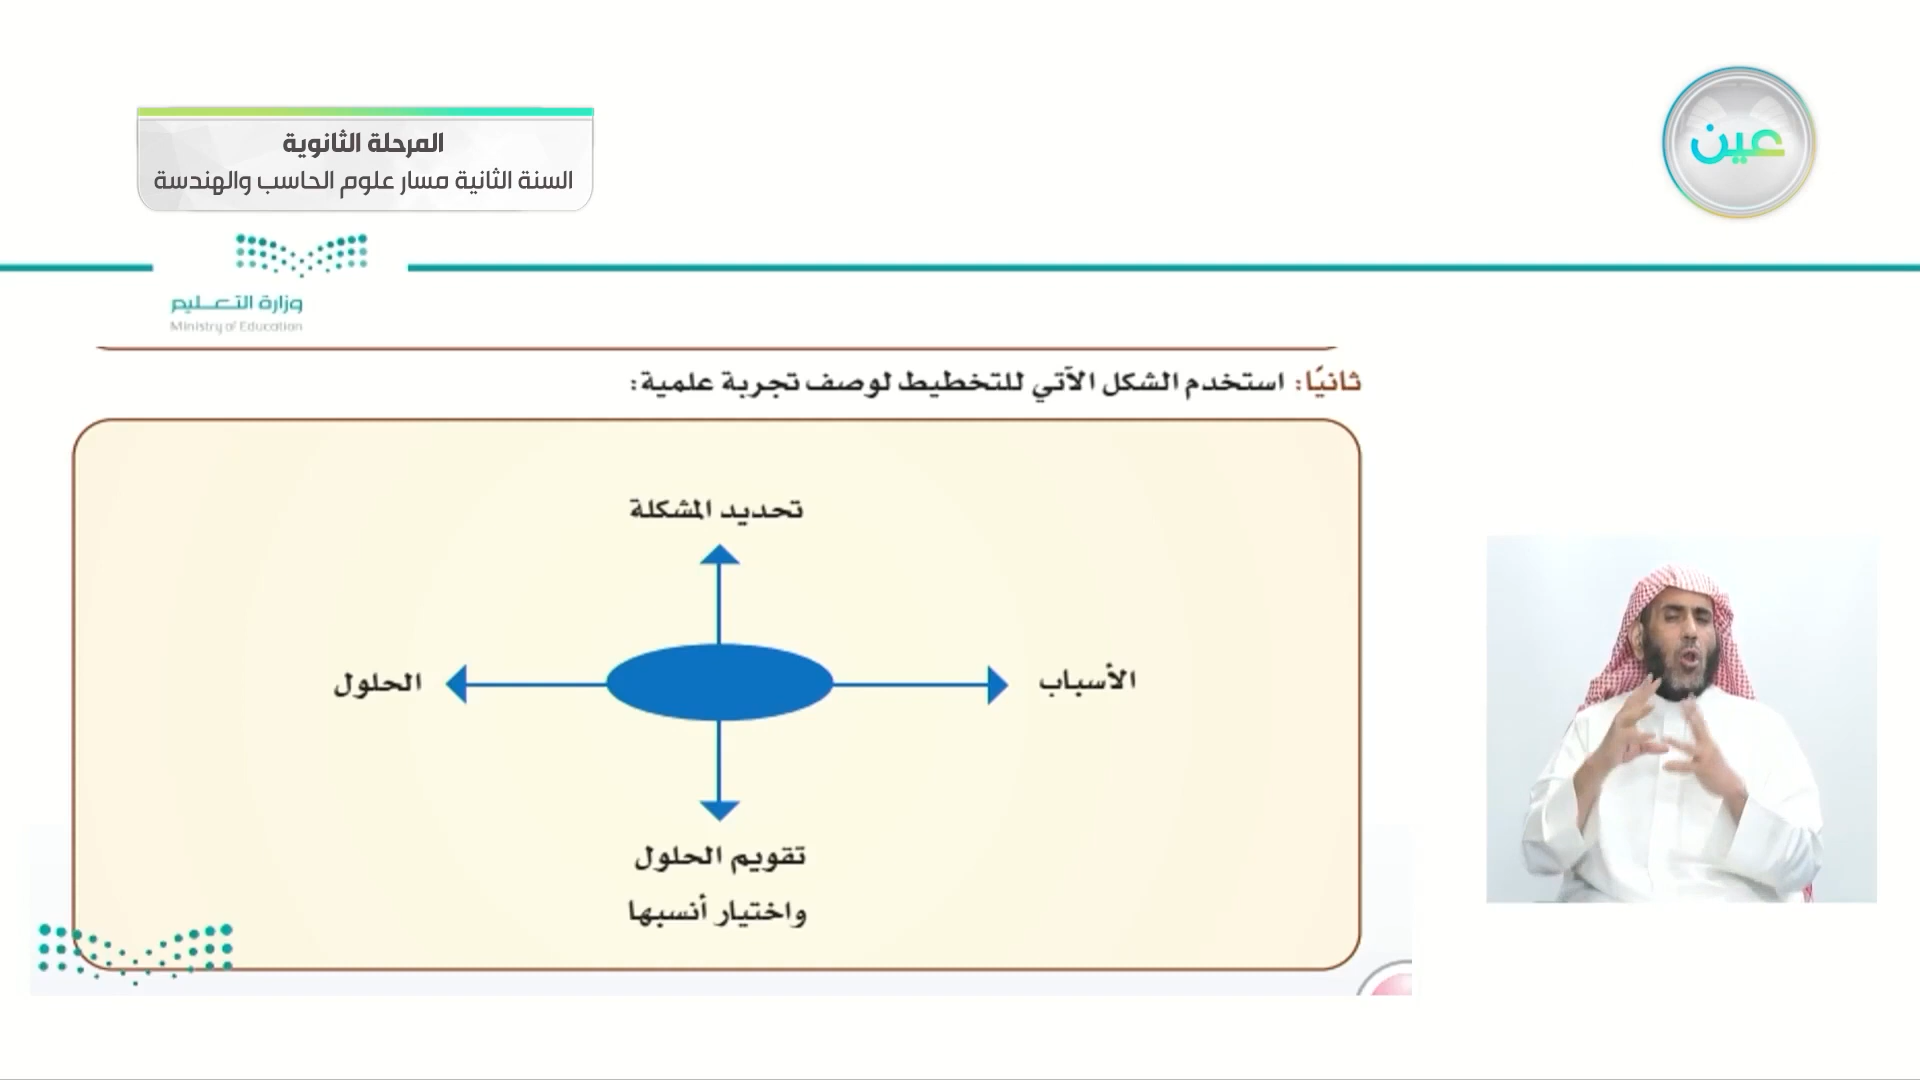 المرحلة الثانوية
السنة الثانية مسار علوم الحاسب والهندسة
عين
وزارة التعليم
Ministry of Education
ثانيًا: استخدم الشكل الآتي للتخطيط لوصف تجربة علمية:
تحديد المشكلة
الأسباب
الحلول
تقويم الحلول
واختيار أنسبها